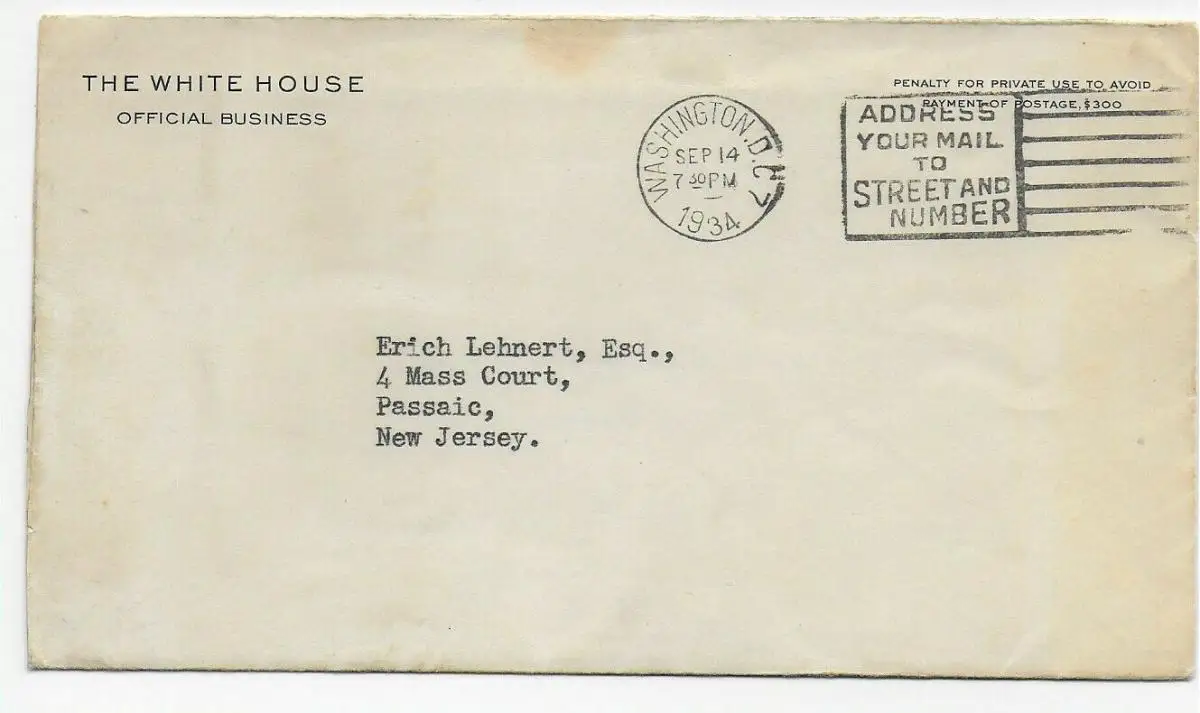 THE WHITE HOUSE
OFFICIAL BUSINESS
PENALTY FOR PRIVATE USE TO AVOID
PAYMENT OF POSTAGE, $300
WASHINGTON, D.C. 7
SEP 14
7 30 PM
1934
ADDRESS
YOUR MAIL
TO
STREET AND
NUMBER
Erich Lehnert, Esq.,
4 Mass Court,
Passaic,
New Jersey.